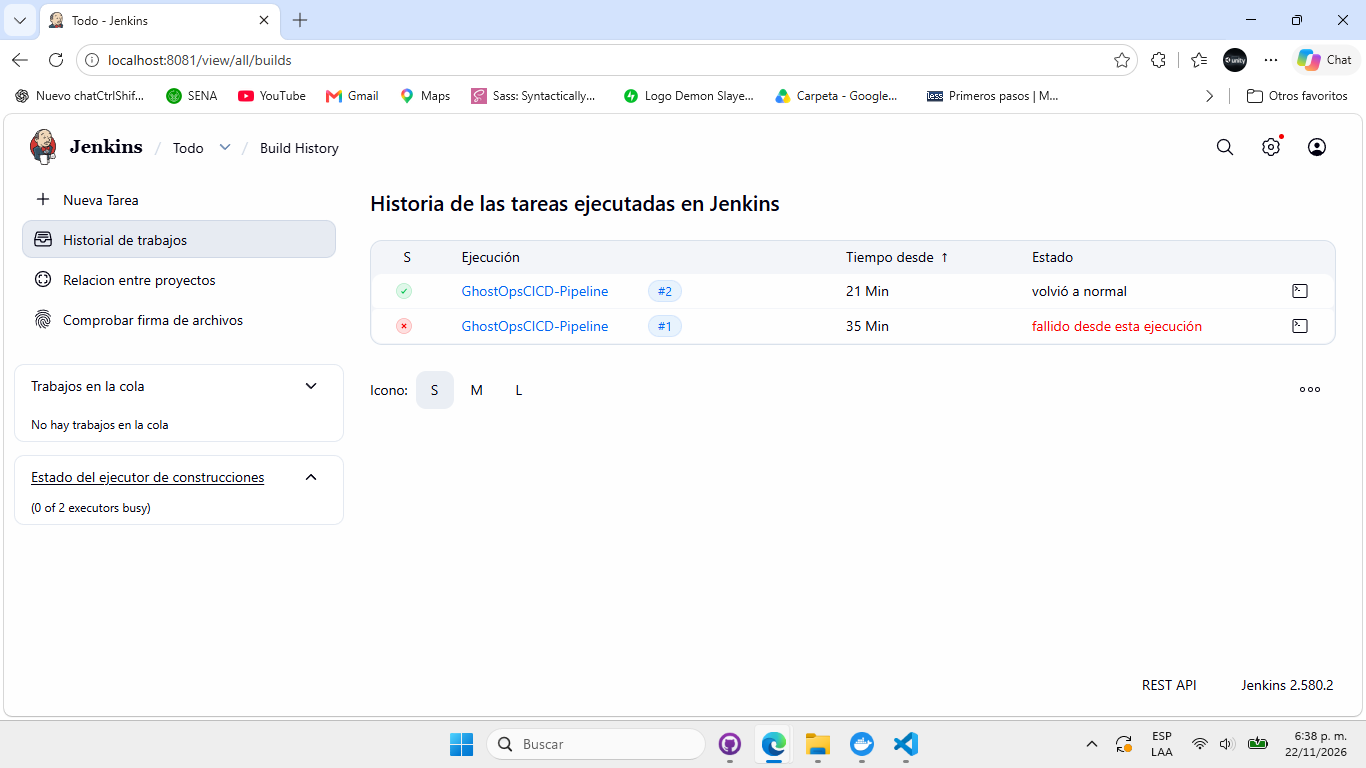 Todo - Jenkins
localhost:8081/view/all/builds
Chat
Nuevo chatCtrlShif...
SENA
YouTube
Gmail
Maps
Sass: Syntactically...
Logo Demon Slaye...
Carpeta - Google...
Primeros pasos | M...
Otros favoritos
Jenkins / Todo / Build History
Nueva Tarea
Historial de trabajos
Relacion entre proyectos
Comprobar firma de archivos
Trabajos en la cola
No hay trabajos en la cola
Estado del ejecutor de construcciones
(0 of 2 executors busy)
Historia de las tareas ejecutadas en Jenkins
S Ejecución Tiempo desde ↑ Estado
GhostOpsCICD-Pipeline #2 21 Min volvió a normal
GhostOpsCICD-Pipeline #1 35 Min fallido desde esta ejecución
Icono: S M L
REST API Jenkins 2.580.2
Buscar
ESP
LAA
6:38 p. m.
22/11/2026